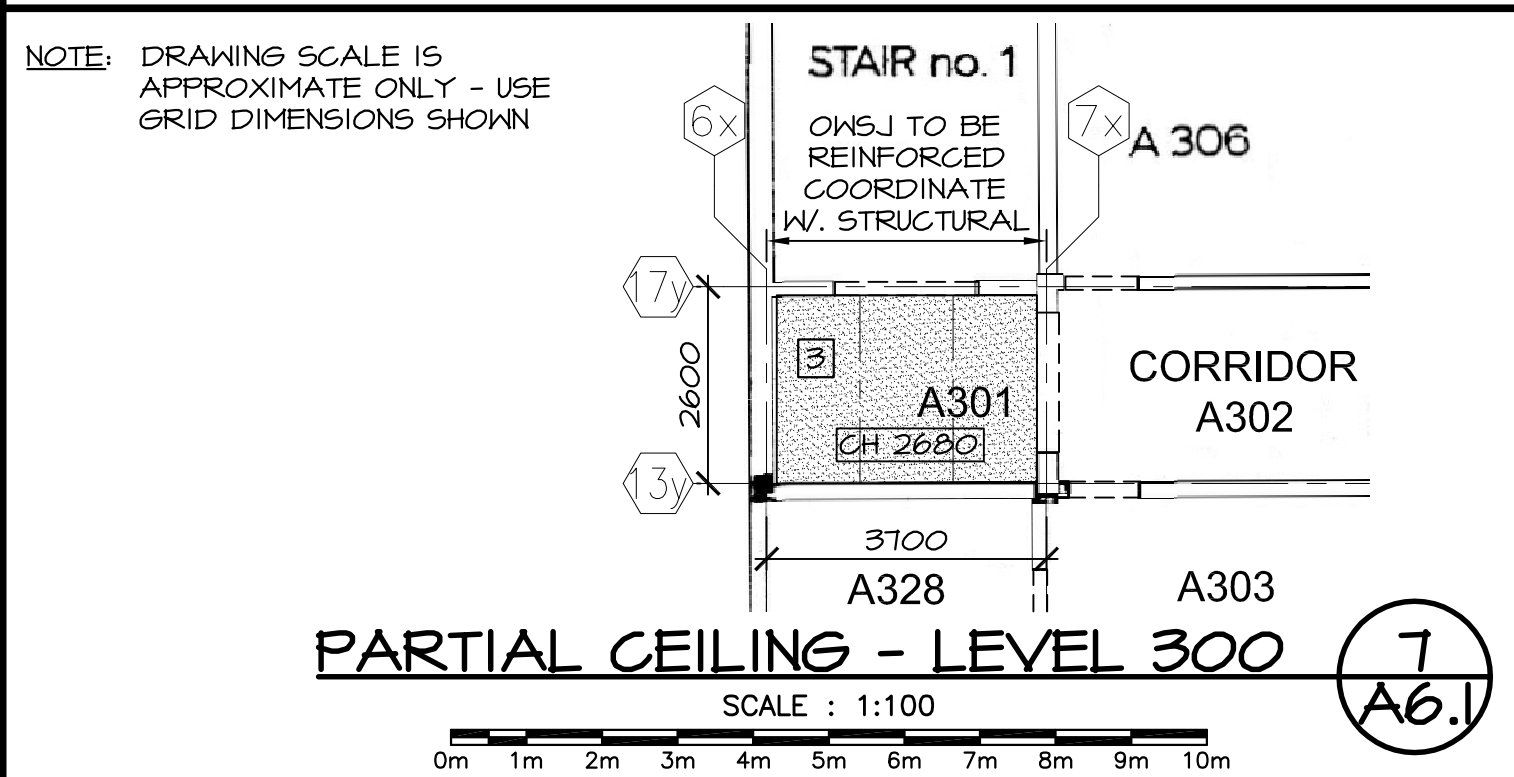 NOTE: DRAWING SCALE IS
APPROXIMATE ONLY - USE
GRID DIMENSIONS SHOWN
STAIR no. 1
6x
7x
OWSJ TO BE
REINFORCED
COORDINATE
W/. STRUCTURAL
A 306
17y
2600
3
A301
CH 2680
CORRIDOR
A302
13y
3700
A328
A303
PARTIAL CEILING - LEVEL 300
7
A6.1
SCALE : 1:100
0m 1m 2m 3m 4m 5m 6m 7m 8m 9m 10m